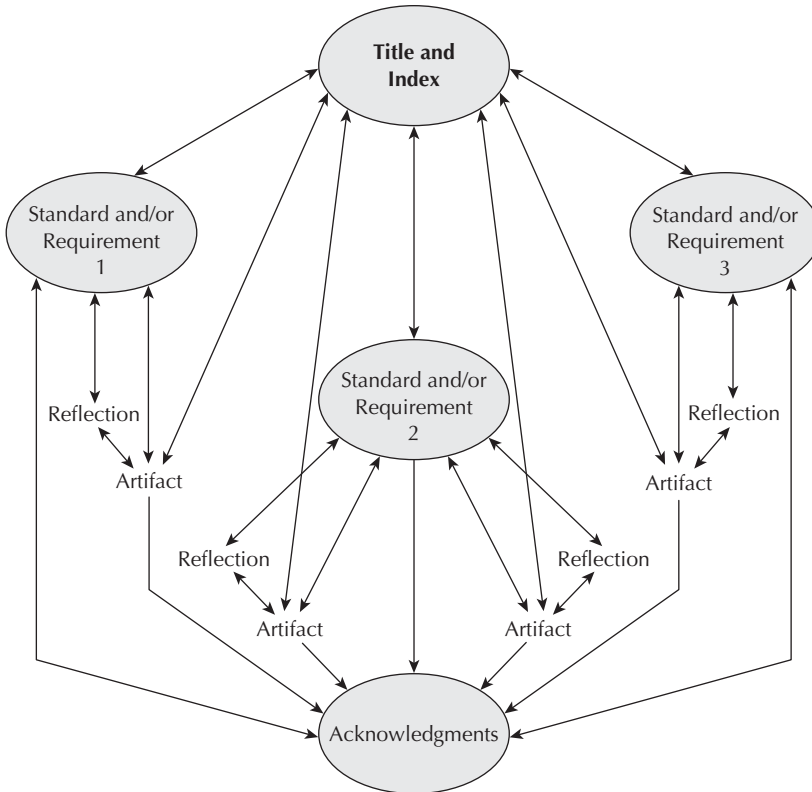 Title and
Index
Standard and/or
Requirement
1
Standard and/or
Requirement
3
Standard and/or
Requirement
2
Reflection
Reflection
Artifact
Artifact
Reflection
Reflection
Artifact
Artifact
Acknowledgments